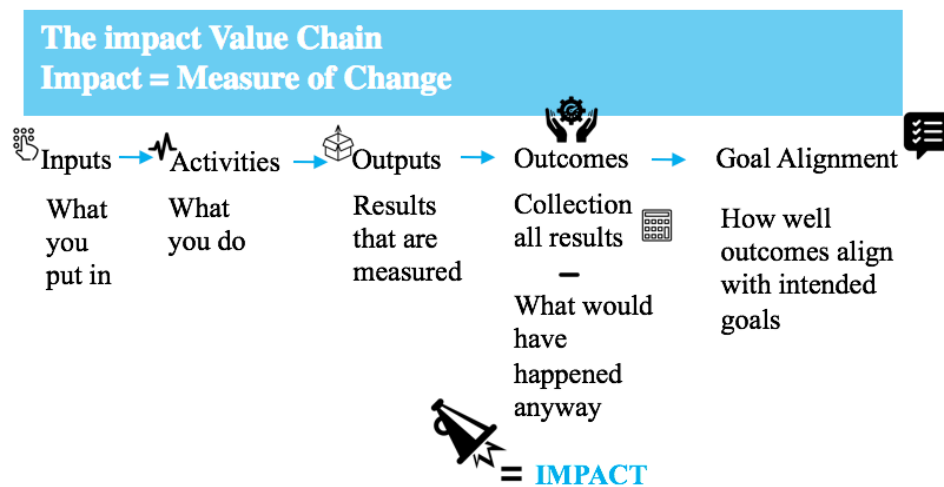 The impact Value Chain
Impact = Measure of Change
Inputs
Activities
Outputs
Outcomes
Goal Alignment
What
you
put in
What
you do
Results
that are
measured
Collection
all results
–
What would
have
happened
anyway
= IMPACT
How well
outcomes align
with intended
goals